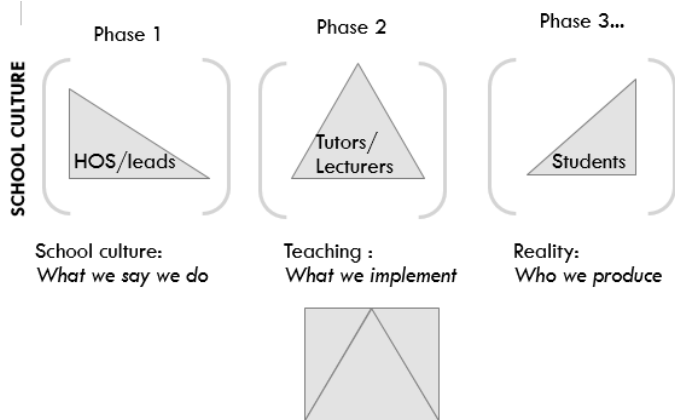 Phase 1
Phase 2
Phase 3...
SCHOOL CULTURE
HOS/leads
Tutors/
Lecturers
Students
School culture:
What we say we do
Teaching :
What we implement
Reality:
Who we produce